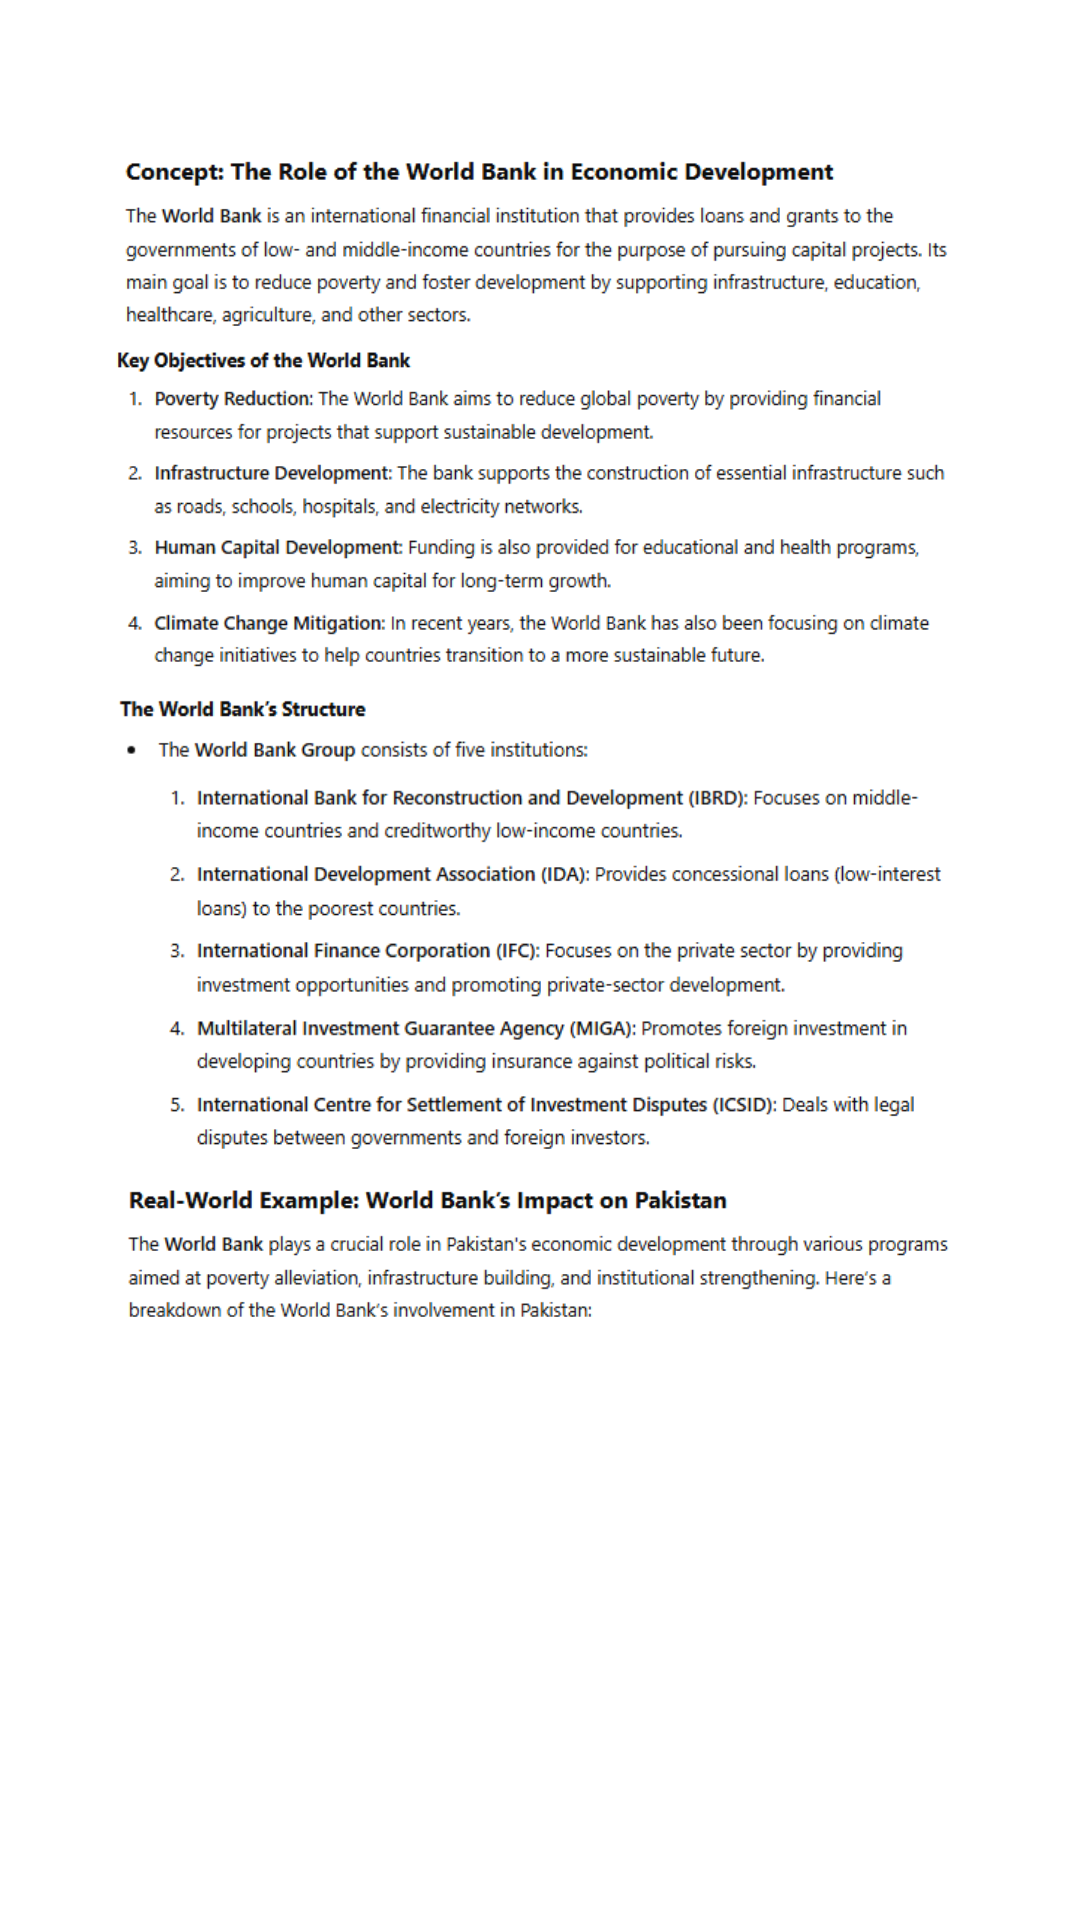 Concept: The Role of the World Bank in Economic Development
The World Bank is an international financial institution that provides loans and grants to the
governments of low- and middle-income countries for the purpose of pursuing capital projects. Its
main goal is to reduce poverty and foster development by supporting infrastructure, education,
healthcare, agriculture, and other sectors.
Key Objectives of the World Bank
1. Poverty Reduction: The World Bank aims to reduce global poverty by providing financial
resources for projects that support sustainable development.
2. Infrastructure Development: The bank supports the construction of essential infrastructure such
as roads, schools, hospitals, and electricity networks.
3. Human Capital Development: Funding is also provided for educational and health programs,
aiming to improve human capital for long-term growth.
4. Climate Change Mitigation: In recent years, the World Bank has also been focusing on climate
change initiatives to help countries transition to a more sustainable future.
The World Bank's Structure
• The World Bank Group consists of five institutions:
1. International Bank for Reconstruction and Development (IBRD): Focuses on middle-
income countries and creditworthy low-income countries.
2. International Development Association (IDA): Provides concessional loans (low-interest
loans) to the poorest countries.
3. International Finance Corporation (IFC): Focuses on the private sector by providing
investment opportunities and promoting private-sector development.
4. Multilateral Investment Guarantee Agency (MIGA): Promotes foreign investment in
developing countries by providing insurance against political risks.
5. International Centre for Settlement of Investment Disputes (ICSID): Deals with legal
disputes between governments and foreign investors.
Real-World Example: World Bank's Impact on Pakistan
The World Bank plays a crucial role in Pakistan's economic development through various programs
aimed at poverty alleviation, infrastructure building, and institutional strengthening. Here's a
breakdown of the World Bank's involvement in Pakistan: